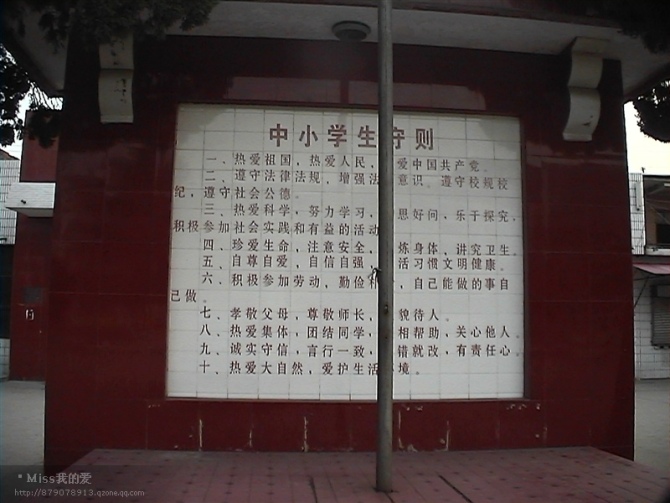 中小学生守则
一、热爱祖国，热爱人民， 爱中国共产党。
二、遵守法律法规，增强法 意识。遵守校规校
纪，遵守社会公德。
三、热爱科学，努力学习， 思好问，乐于探究，
积极参加社会实践和有益的活动
四、珍爱生命，注意安全， 炼身体，讲究卫生。
五、自尊自爱，自信自强， 活习惯文明健康。
六、积极参加劳动，勤俭 ，自己能做的事自
己做。
七、孝敬父母，尊敬师长， 貌待人。
八、热爱集体，团结同学， 相帮助，关心他人。
九、诚实守信，言行一致， 错就改，有责任心。
十、热爱大自然，爱护生活 境。
* Miss我的爱
http://879078913.qzone.qq.com